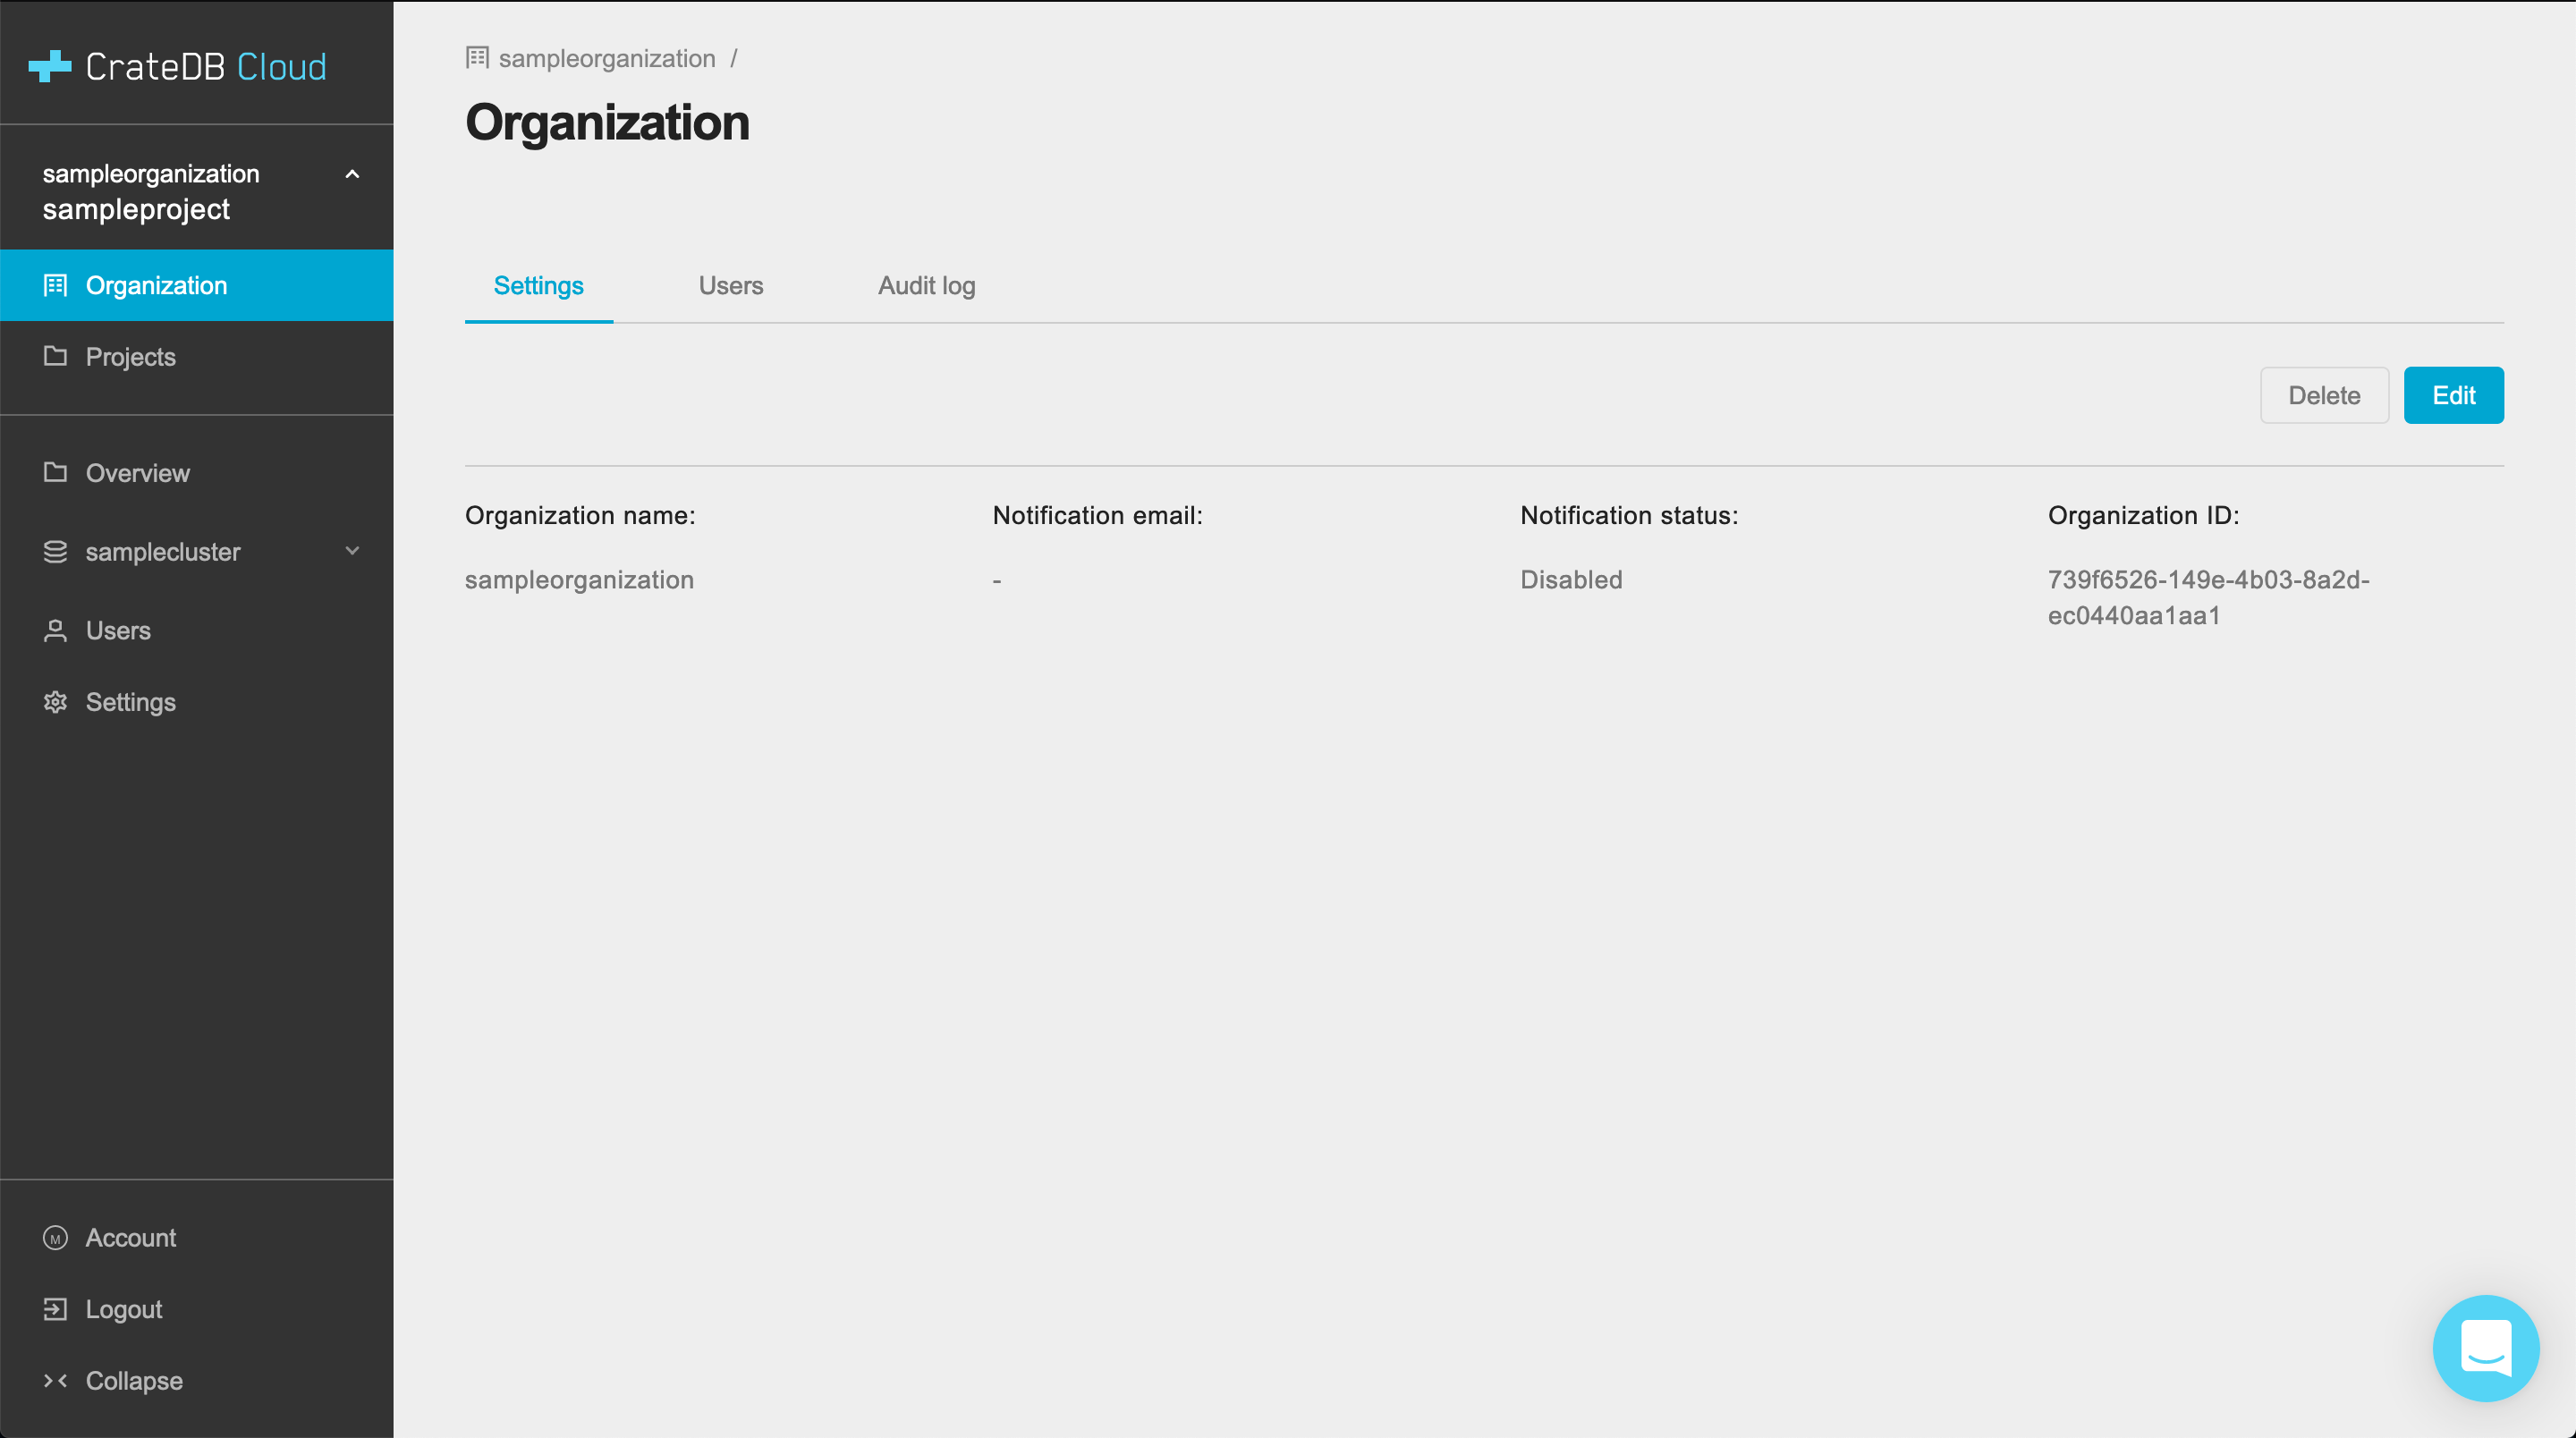 CrateDB Cloud
sampleorganization
sampleproject
Organization
Projects
Overview
samplecluster
Users
Settings
M Account
Logout
Collapse
sampleorganization /
Organization
Settings Users Audit log
Delete Edit
Organization name: Notification email: Notification status: Organization ID:
sampleorganization - Disabled 739f6526-149e-4b03-8a2d-
ec0440aa1aa1